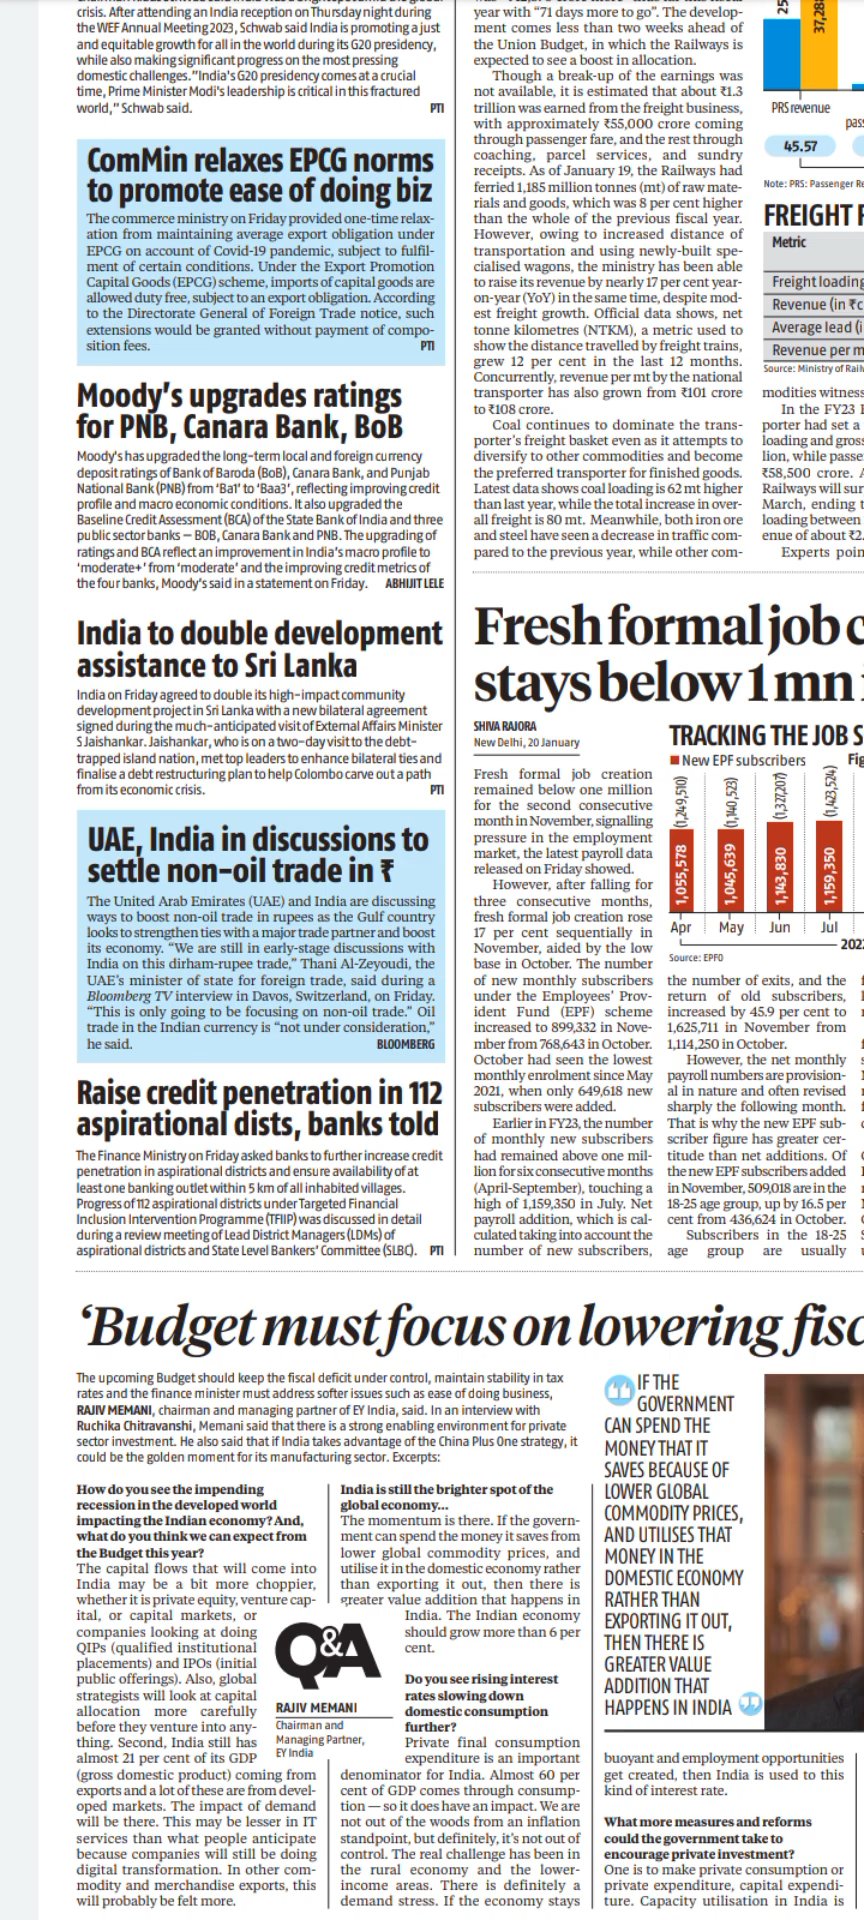 crisis. After attending an India reception on Thursday night during
the WEF Annual Meeting 2023, Schwab said India is promoting a just
and equitable growth for all in the world during its G20 presidency,
while also making significant progress on the most pressing
domestic challenges. "India's G20 presidency comes at a crucial
time, Prime Minister Modi's leadership is critical in this fractured
world," Schwab said. PTI
ComMin relaxes EPCG norms
to promote ease of doing biz
The commerce ministry on Friday provided one-time relax-
ation from maintaining average export obligation under
EPCG on account of Covid-19 pandemic, subject to fulfil-
ment of certain conditions. Under the Export Promotion
Capital Goods (EPCG) scheme, imports of capital goods are
allowed duty free, subject to an export obligation. According
to the Directorate General of Foreign Trade notice, such
extensions would be granted without payment of compo-
sition fees. PTI
Moody's upgrades ratings
for PNB, Canara Bank, BoB
Moody's has upgraded the long-term local and foreign currency
deposit ratings of Bank of Baroda (BoB), Canara Bank, and Punjab
National Bank (PNB) from 'Ba1' to 'Baa3', reflecting improving credit
profile and macro economic conditions. It also upgraded the
Baseline Credit Assessment (BCA) of the State Bank of India and three
public sector banks — BOB, Canara Bank and PNB. The upgrading of
ratings and BCA reflect an improvement in India's macro profile to
'moderate+' from 'moderate' and the improving credit metrics of
the four banks, Moody's said in a statement on Friday. ABHIJIT LELE
India to double development
assistance to Sri Lanka
India on Friday agreed to double its high-impact community
development project in Sri Lanka with a new bilateral agreement
signed during the much-anticipated visit of External Affairs Minister
S Jaishankar. Jaishankar, who is on a two-day visit to the debt-
trapped island nation, met top leaders to enhance bilateral ties and
finalise a debt restructuring plan to help Colombo carve out a path
from its economic crisis. PTI
UAE, India in discussions to
settle non-oil trade in ₹
The United Arab Emirates (UAE) and India are discussing
ways to boost non-oil trade in rupees as the Gulf country
looks to strengthen ties with a major trade partner and boost
its economy. "We are still in early-stage discussions with
India on this dirham-rupee trade," Thani Al-Zeyoudi, the
UAE's minister of state for foreign trade, said during a
Bloomberg TV interview in Davos, Switzerland, on Friday.
"This is only going to be focusing on non-oil trade." Oil
trade in the Indian currency is "not under consideration,"
he said. BLOOMBERG
Raise credit penetration in 112
aspirational dists, banks told
The Finance Ministry on Friday asked banks to further increase credit
penetration in aspirational districts and ensure availability of at
least one banking outlet within 5 km of all inhabited villages.
Progress of 112 aspirational districts under Targeted Financial
Inclusion Intervention Programme (TFIIP) was discussed in detail
during a review meeting of Lead District Managers (LDMs) of
aspirational districts and State Level Bankers' Committee (SLBC). PTI
year with "71 days more to go". The develop-
ment comes less than two weeks ahead of
the Union Budget, in which the Railways is
expected to see a boost in allocation.
Though a break-up of the earnings was
not available, it is estimated that about ₹1.3
trillion was earned from the freight business,
with approximately ₹55,000 crore coming
through passenger fare, and the rest through
coaching, parcel services, and sundry
receipts. As of January 19, the Railways had
ferried 1,185 million tonnes (mt) of raw mate-
rials and goods, which was 8 per cent higher
than the whole of the previous fiscal year.
However, owing to increased distance of
transportation and using newly-built spe-
cialised wagons, the ministry has been able
to raise its revenue by nearly 17 per cent year-
on-year (YoY) in the same time, despite mod-
est freight growth. Official data shows, net
tonne kilometres (NTKM), a metric used to
show the distance travelled by freight trains,
grew 12 per cent in the last 12 months.
Concurrently, revenue per mt by the national
transporter has also grown from ₹101 crore
to ₹108 crore.
Coal continues to dominate the trans-
porter's freight basket even as it attempts to
diversify to other commodities and become
the preferred transporter for finished goods.
Latest data shows coal loading is 62 mt higher
than last year, while the total increase in over-
all freight is 80 mt. Meanwhile, both iron ore
and steel have seen a decrease in traffic com-
pared to the previous year, while other com-
25
37,28
PRS revenue
pass
45.57
Note: PRS: Passenger Re
FREIGHT
Metric
Freight loading
Revenue (in ₹c
Average lead (i
Revenue per m
Source: Ministry of Railw
modities witness
In the FY23
porter had set a
loading and gross
lion, while passe
₹58,500 crore. A
Railways will sur
March, ending t
loading between
enue of about ₹2.
Experts poin
Fresh formal job c
stays below 1 mn i
SHIVA RAJORA
New Delhi, 20 January
Fresh formal job creation
remained below one million
for the second consecutive
month in November, signalling
pressure in the employment
market, the latest payroll data
released on Friday showed.
However, after falling for
three consecutive months,
fresh formal job creation rose
17 per cent sequentially in
November, aided by the low
base in October. The number
of new monthly subscribers
under the Employees' Prov-
ident Fund (EPF) scheme
increased to 899,332 in Nove-
mber from 768,643 in October.
October had seen the lowest
monthly enrolment since May
2021, when only 649,618 new
subscribers were added.
Earlier in FY23, the number
of monthly new subscribers
had remained above one mil-
lion for six consecutive months
(April-September), touching a
high of 1,159,350 in July. Net
payroll addition, which is cal-
culated taking into account the
number of new subscribers,
TRACKING THE JOB S
New EPF subscribers Fig
(1,249,510) (1,140,523) (1,327,207) (1,423,524)
1,055,578 1,045,639 1,143,830 1,159,350
Apr May Jun Jul
2022
Source: EPFO
the number of exits, and the
return of old subscribers,
increased by 45.9 per cent to
1,625,711 in November from
1,114,250 in October.
However, the net monthly
payroll numbers are provision-
al in nature and often revised
sharply the following month.
That is why the new EPF sub-
scriber figure has greater cer-
titude than net additions. Of
the new EPF subscribers added
in November, 509,018 are in the
18-25 age group, up by 16.5 per
cent from 436,624 in October.
Subscribers in the 18-25
age group are usually
'Budget must focus on lowering fisc
The upcoming Budget should keep the fiscal deficit under control, maintain stability in tax
rates and the finance minister must address softer issues such as ease of doing business,
RAJIV MEMANI, chairman and managing partner of EY India, said. In an interview with
Ruchika Chitravanshi, Memani said that there is a strong enabling environment for private
sector investment. He also said that if India takes advantage of the China Plus One strategy, it
could be the golden moment for its manufacturing sector. Excerpts:
How do you see the impending
recession in the developed world
impacting the Indian economy? And,
what do you think we can expect from
the Budget this year?
The capital flows that will come into
India may be a bit more choppier,
whether it is private equity, venture cap-
ital, or capital markets, or
companies looking at doing
QIPs (qualified institutional
placements) and IPOs (initial
public offerings). Also, global
strategists will look at capital
allocation more carefully
before they venture into any-
thing. Second, India still has
almost 21 per cent of its GDP
(gross domestic product) coming from
exports and a lot of these are from devel-
oped markets. The impact of demand
will be there. This may be lesser in IT
services than what people anticipate
because companies will still be doing
digital transformation. In other com-
modity and merchandise exports, this
will probably be felt more.
Q&A
RAJIV MEMANI
Chairman and
Managing Partner,
EY India
India is still the brighter spot of the
global economy...
The momentum is there. If the govern-
ment can spend the money it saves from
lower global commodity prices, and
utilise it in the domestic economy rather
than exporting it out, then there is
greater value addition that happens in
India. The Indian economy
should grow more than 6 per
cent.
Do you see rising interest
rates slowing down
domestic consumption
further?
Private final consumption
expenditure is an important
denominator for India. Almost 60 per
cent of GDP comes through consump-
tion — so it does have an impact. We are
not out of the woods from an inflation
standpoint, but definitely, it's not out of
control. The real challenge has been in
the rural economy and the lower-
income areas. There is definitely a
demand stress. If the economy stays
IF THE
GOVERNMENT
CAN SPEND THE
MONEY THAT IT
SAVES BECAUSE OF
LOWER GLOBAL
COMMODITY PRICES,
AND UTILISES THAT
MONEY IN THE
DOMESTIC ECONOMY
RATHER THAN
EXPORTING IT OUT,
THEN THERE IS
GREATER VALUE
ADDITION THAT
HAPPENS IN INDIA
buoyant and employment opportunities
get created, then India is used to this
kind of interest rate.
What more measures and reforms
could the government take to
encourage private investment?
One is to make private consumption or
private expenditure, capital expendi-
ture. Capacity utilisation in India is